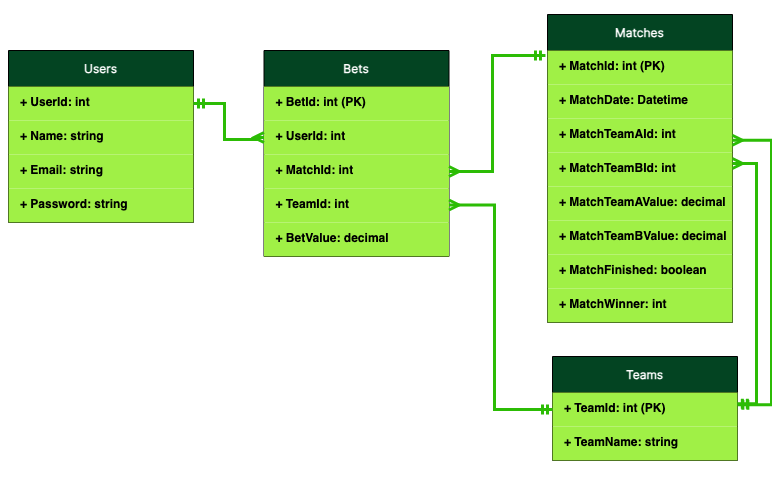 Users
+ UserId: int
+ Name: string
+ Email: string
+ Password: string
Bets
+ BetId: int (PK)
+ UserId: int
+ MatchId: int
+ TeamId: int
+ BetValue: decimal
Matches
+ MatchId: int (PK)
+ MatchDate: Datetime
+ MatchTeamAId: int
+ MatchTeamBId: int
+ MatchTeamAValue: decimal
+ MatchTeamBValue: decimal
+ MatchFinished: boolean
+ MatchWinner: int
Teams
+ TeamId: int (PK)
+ TeamName: string